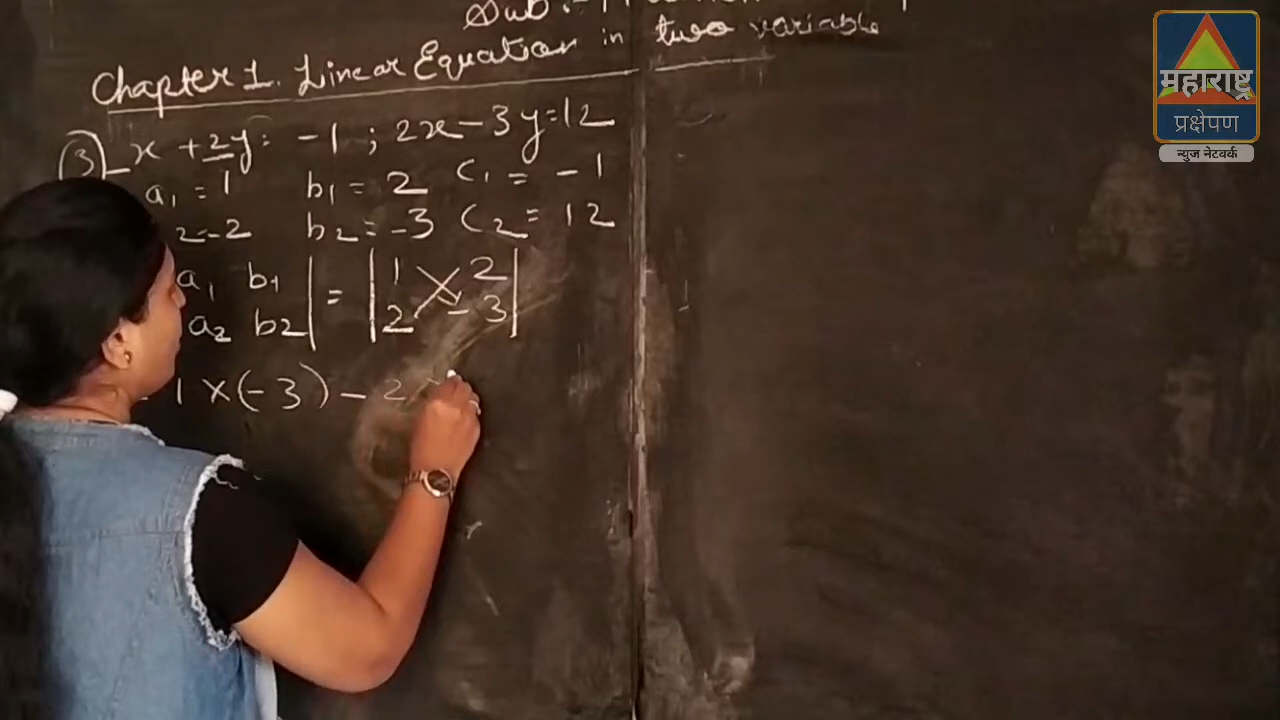 Sub :-
Chapter 1. Linear Equation in two variable
3) x + 2y = -1 ; 2x - 3y = 12
a1 = 1 b1 = 2 c1 = -1
2 = 2 b2 = -3 C2 = 12
a1 b1 | = | 1 2 |
a2 b2 | 2 -3 |
1 × (-3) - 2 ×
महाराष्ट्र
प्रक्षेपण
न्युज नेटवर्क